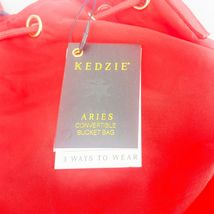 KEDZIE®
ARIES
CONVERTIBLE
BUCKET BAG
3 WAYS TO WEAR